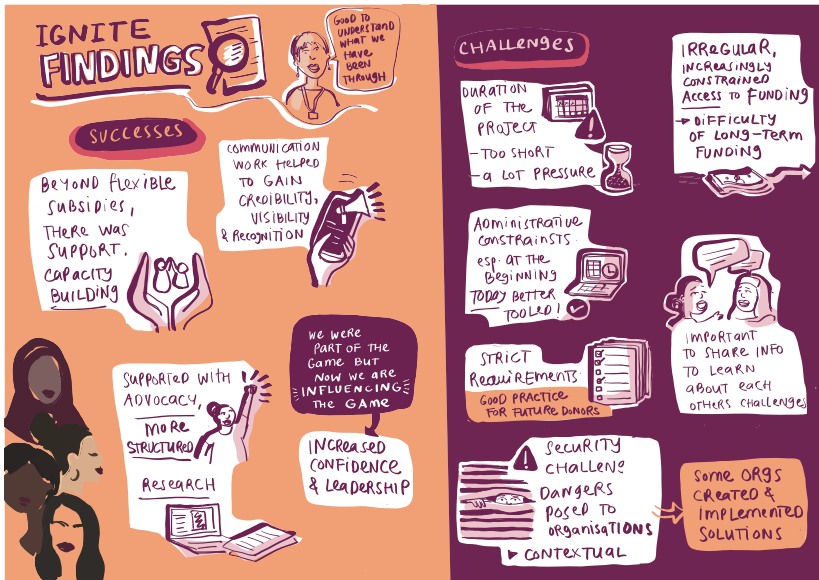 IGNITE
FINDINGS
GOOD TO
UNDERSTAND
WHAT WE
HAVE
BEEN
THROUGH
SUCCESSES
BEYOND flexible
SUBSIDIES,
THERE WAS
SUPPORT,
CAPACITY
BUILDING
COMMUNICATION
WORK HELPED
TO GAIN
CREDIBILITY,
VISIBILITY
& RECOGNITION
SUPPORTED WITH
ADVOCACY,
MORE
STRUCTURED
RESEARCH
WE WERE
PART OF THE
GAME BUT
NOW WE ARE
INFLUENCING
THE GAME
INCREASED
CONFIDENCE
& LEADERSHIP
CHALLENGES
DURATION
OF THE
PROJECT
- TOO SHORT
- A LOT PRESSURE
IRREGULAR,
INCREASINGLY
CONSTRAINED
ACCESS TO FUNDING
→ DIFFICULTY
OF LONG-TERM
FUNDING
ADMINISTRATIVE
CONSTRAINSTS
esp. AT THE
BEGINNING
TODAY BETTER
TOOLED!
STRICT
REQUIREMENTS
GOOD PRACTICE
FOR FUTURE DONORS
IMPORTANT
TO SHARE INFO
TO LEARN
ABOUT EACH
OTHERS CHALLENGES
SECURITY
CHALLENG
DANGERS
POSED TO
ORGANISATIONS
▶ CONTEXTUAL
SOME ORGS
CREATED &
IMPLEMENTED
SOLUTIONS